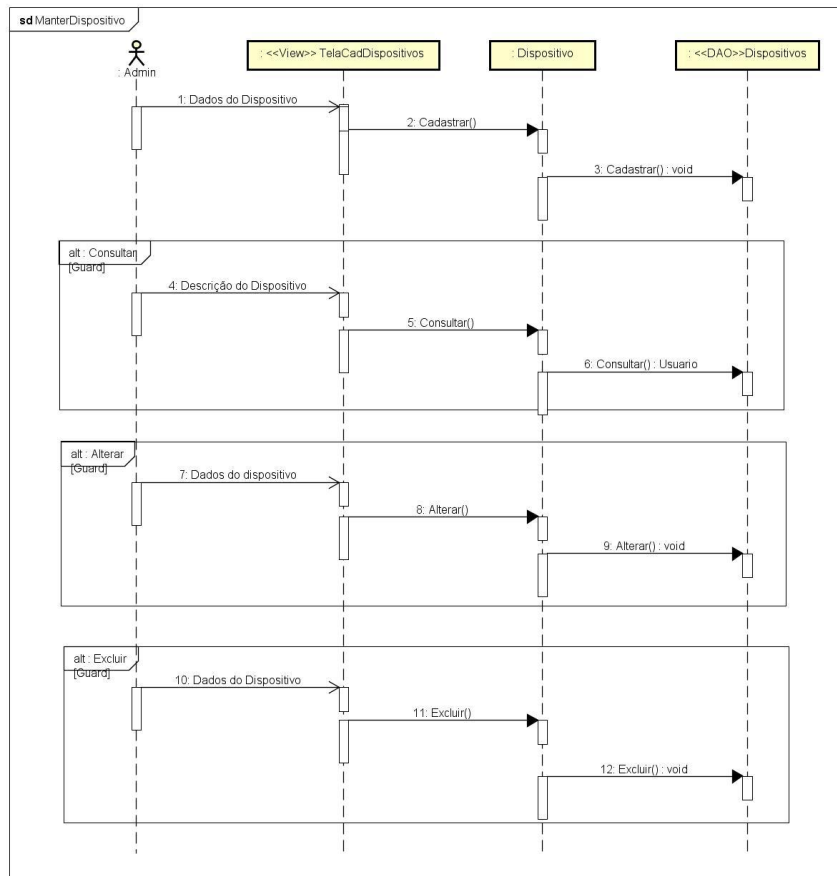 sd ManterDispositivo
: Admin
: <<View>> TelaCadDispositivos
: Dispositivo
: <<DAO>>Dispositivos
1: Dados do Dispositivo
2: Cadastrar()
3: Cadastrar() : void
alt : Consultar
[Guard]
4: Descrição do Dispositivo
5: Consultar()
6: Consultar() : Usuario
alt : Alterar
[Guard]
7: Dados do dispositivo
8: Alterar()
9: Alterar() : void
alt : Excluir
[Guard]
10: Dados do Dispositivo
11: Excluir()
12: Excluir() : void